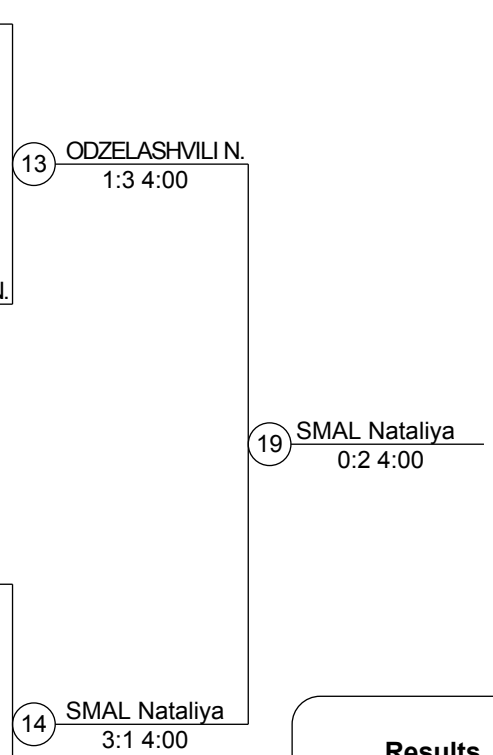 13
ODZELASHVILI N.
1:3 4:00
19
SMAL Nataliya
0:2 4:00
14
SMAL Nataliya
3:1 4:00
Results